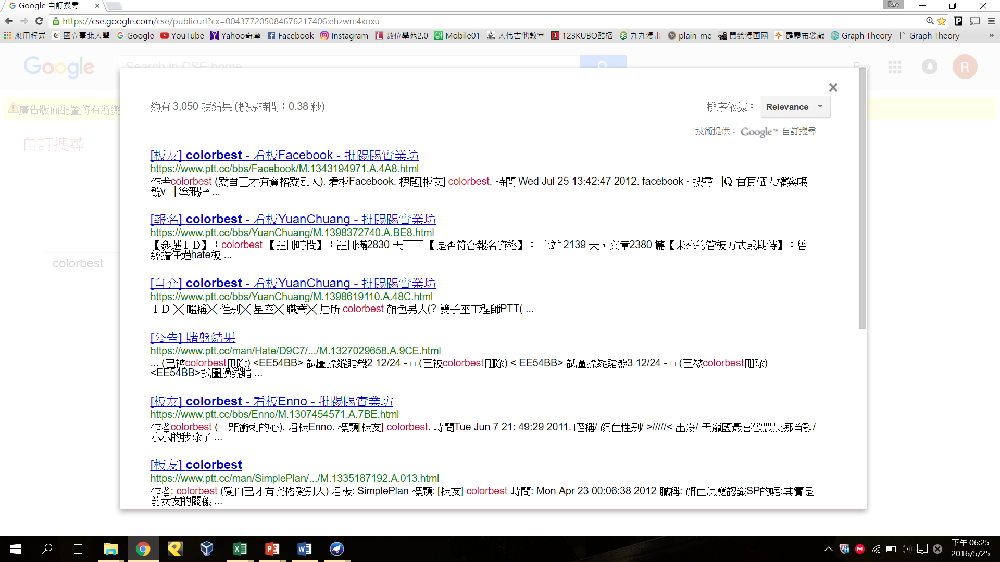 Google 自訂搜尋
Ray
https://cse.google.com/cse/publicurl?cx=004377205084676217406:ehzwrc4xoxu
應用程式 國立臺北大學 Google YouTube Yahoo奇摩 Facebook Instagram 數位學苑2.0 Mobile01 大伟吉他教室 123KUBO酷播 九九漫畫 plain-me 鼠绘漫画网 霹靂布袋戲 Graph Theory Graph Theory »
Google Search in CSE home Ray R
廣告版面配置將有所變
自訂搜尋
colorbest
約有 3,050 項結果 (搜尋時間：0.38 秒) 排序依據： Relevance
技術提供： Google™ 自訂搜尋
[板友] colorbest - 看板Facebook - 批踢踢實業坊
https://www.ptt.cc/bbs/Facebook/M.1343194971.A.4A8.html
作者colorbest (愛自己才有資格愛別人). 看板Facebook. 標題[板友] colorbest. 時間 Wed Jul 25 13:42:47 2012. facebook · 搜尋 |Q 首頁個人檔案帳
號v | 塗鴉牆 ...
[報名] colorbest - 看板YuanChuang - 批踢踢實業坊
https://www.ptt.cc/bbs/YuanChuang/M.1398372740.A.BE8.html
【參選ＩＤ】：colorbest 【註冊時間】：註冊滿2830 天￣￣ 【是否符合報名資格】： 上站 2139 天，文章2380 篇【未來的管板方式或期待】：曾
經擔任過hate板 ...
[自介] colorbest - 看板YuanChuang - 批踢踢實業坊
https://www.ptt.cc/bbs/YuanChuang/M.1398619110.A.48C.html
ＩＤ ╳ 暱稱╳ 性別╳ 星座╳ 職業╳ 居所 colorbest 顏色男人(? 雙子座工程師PTT( ...
[公告] 賭盤結果
https://www.ptt.cc/man/Hate/D9C7/.../M.1327029658.A.9CE.html
... (已被colorbest刪除) <EE54BB> 試圖操縱賭盤2 12/24 - □ (已被colorbest刪除) < EE54BB> 試圖操縱賭盤3 12/24 - □ (已被colorbest刪除)
<EE54BB>試圖操縱賭 ...
[板友] colorbest - 看板Enno - 批踢踢實業坊
https://www.ptt.cc/bbs/Enno/M.1307454571.A.7BE.html
作者colorbest (一顆衝刺的心). 看板Enno. 標題[板友] colorbest. 時間Tue Jun 7 21: 49:29 2011. 暱稱/ 顏色性別/ >/////< 出沒/ 天龍國最喜歡農農哪首歌/
小小的我除了 ...
[板友] colorbest
https://www.ptt.cc/man/SimplePlan/.../M.1335187192.A.013.html
作者: colorbest (愛自己才有資格愛別人) 看板: SimplePlan 標題: [板友] colorbest 時間: Mon Apr 23 00:06:38 2012 膩稱: 顏色怎麼認識SP的呢:其實是
前女友的關係 ...
下午 06:25
2016/5/25